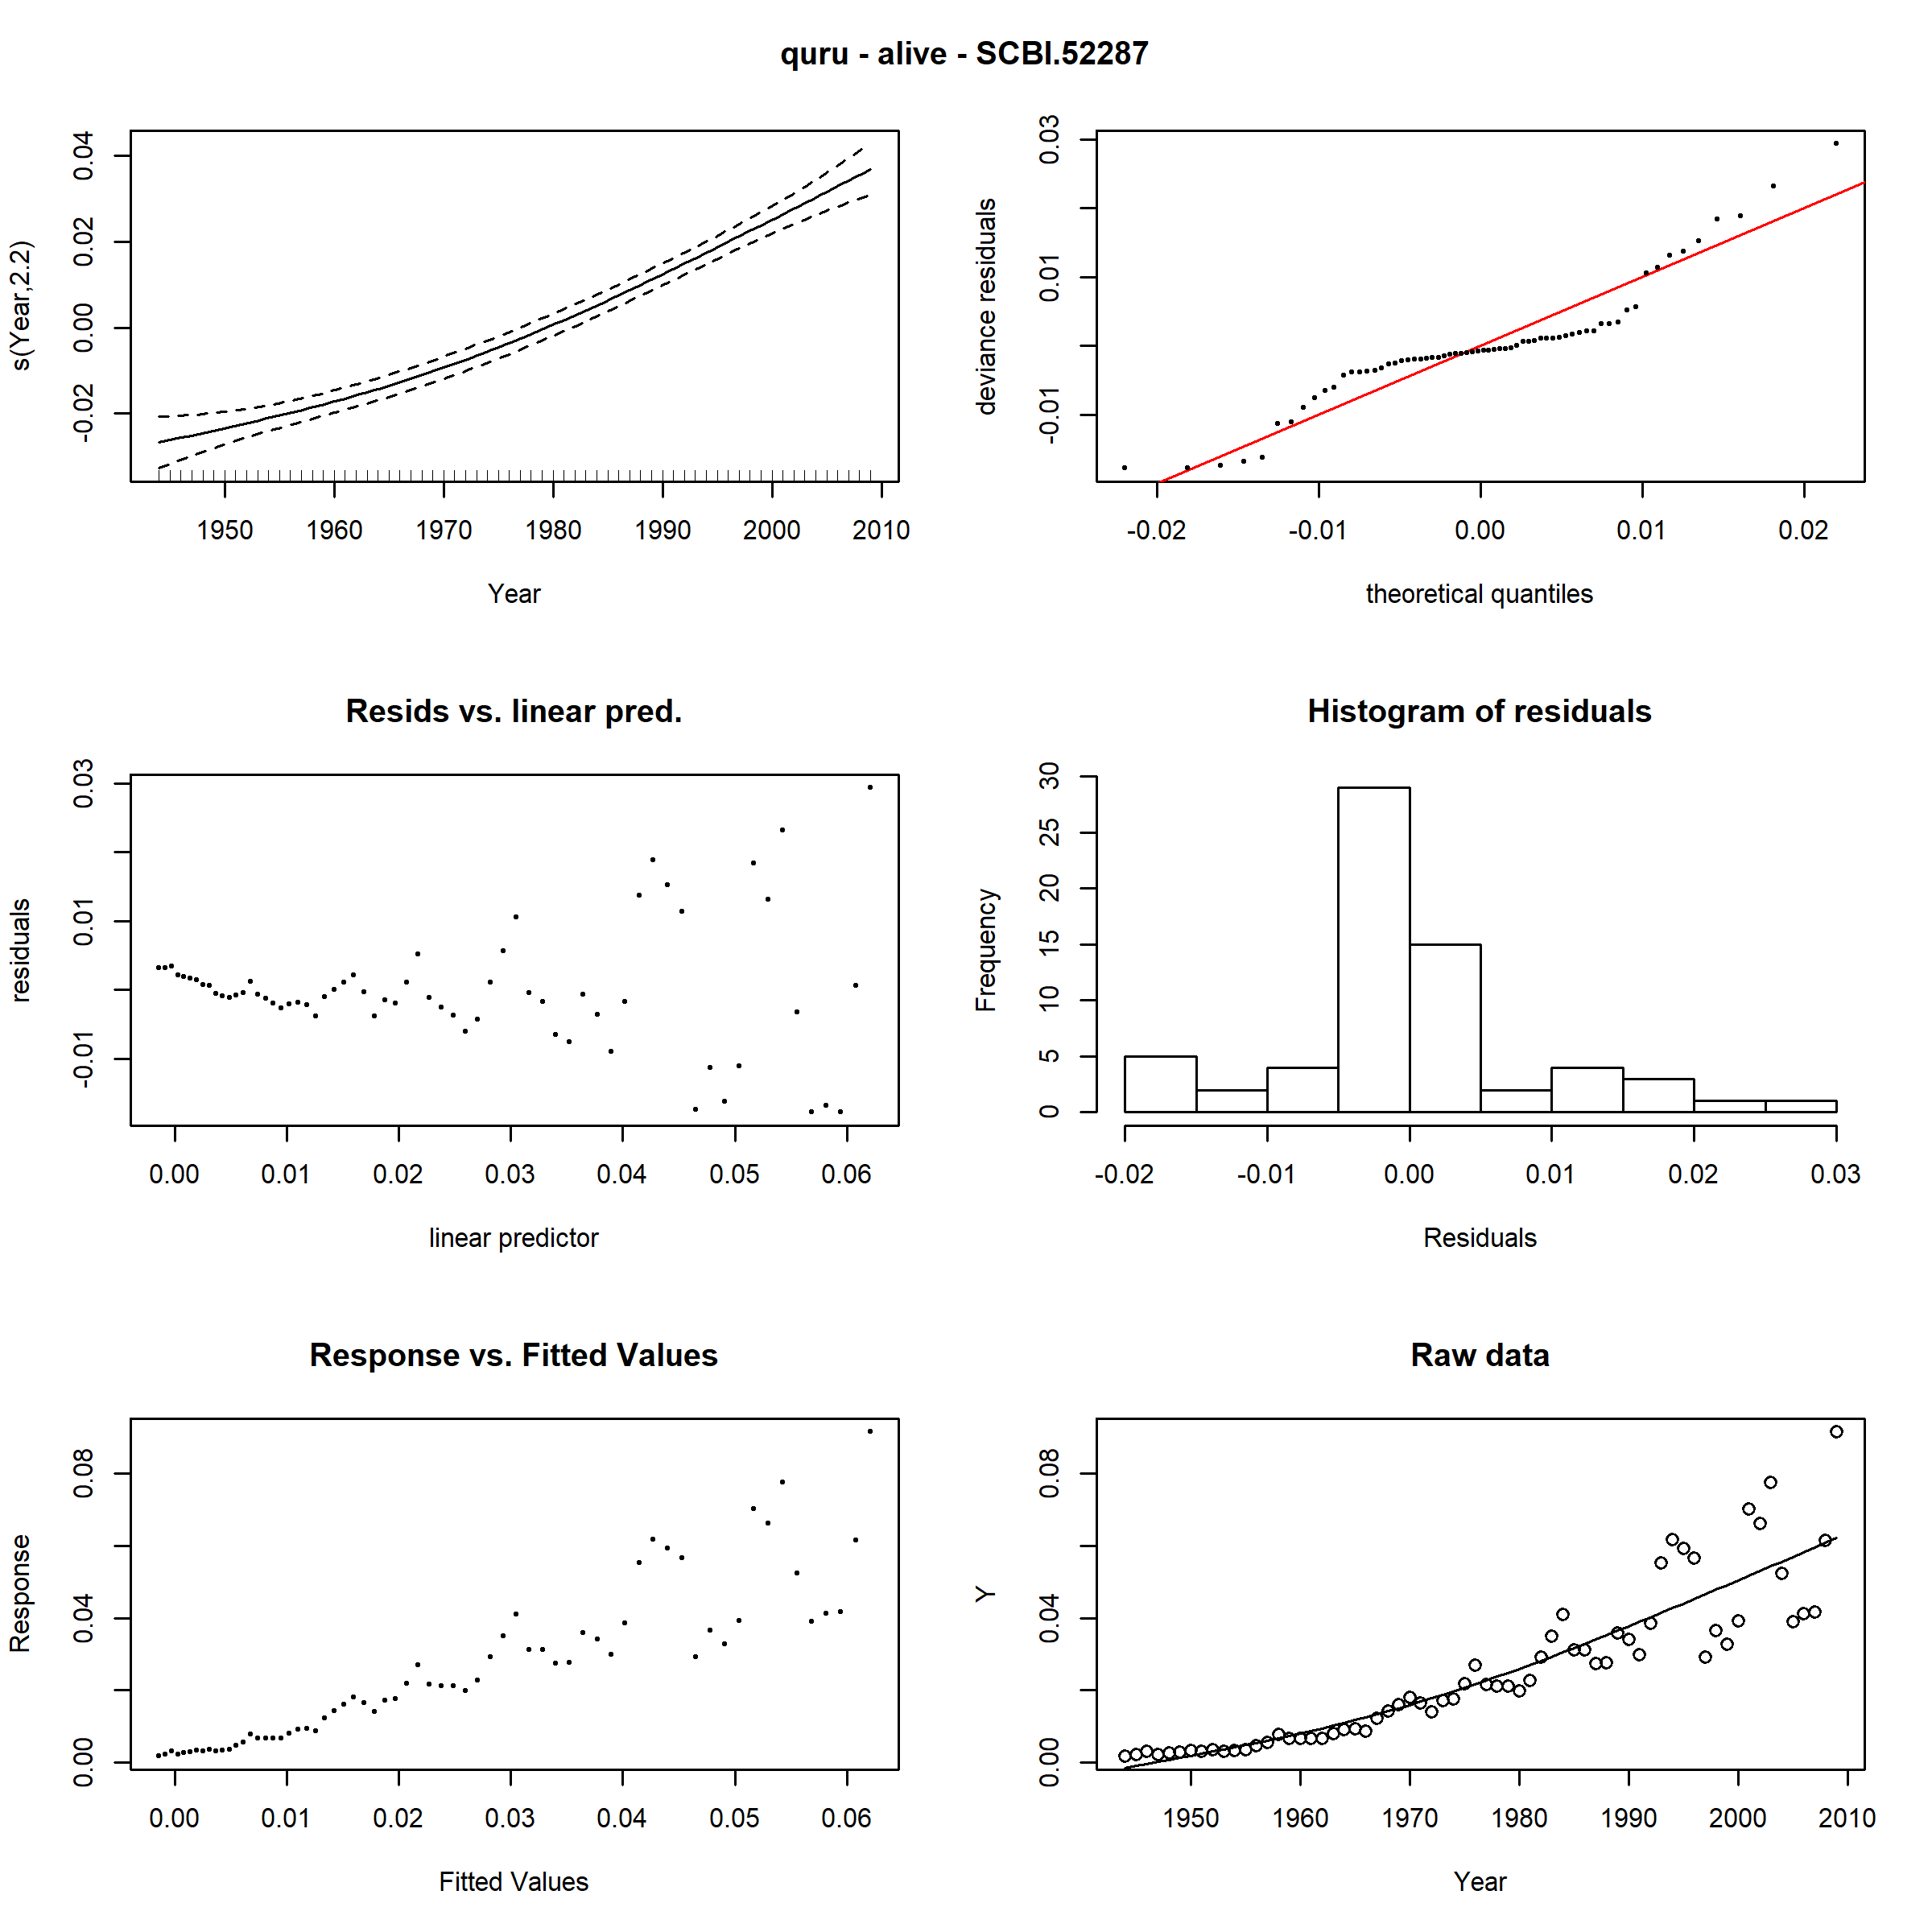 quru - alive - SCBI.52287
s(Year,2.2)
-0.02 0.00 0.02 0.04
1950 1960 1970 1980 1990 2000 2010
Year
deviance residuals
-0.01 0.01 0.03
-0.02 -0.01 0.00 0.01 0.02
theoretical quantiles
Resids vs. linear pred.
residuals
-0.01 0.01 0.03
0.00 0.01 0.02 0.03 0.04 0.05 0.06
linear predictor
Histogram of residuals
Frequency
0 5 10 15 20 25 30
-0.02 -0.01 0.00 0.01 0.02 0.03
Residuals
Response vs. Fitted Values
Response
0.00 0.04 0.08
0.00 0.01 0.02 0.03 0.04 0.05 0.06
Fitted Values
Raw data
Y
0.00 0.04 0.08
1950 1960 1970 1980 1990 2000 2010
Year